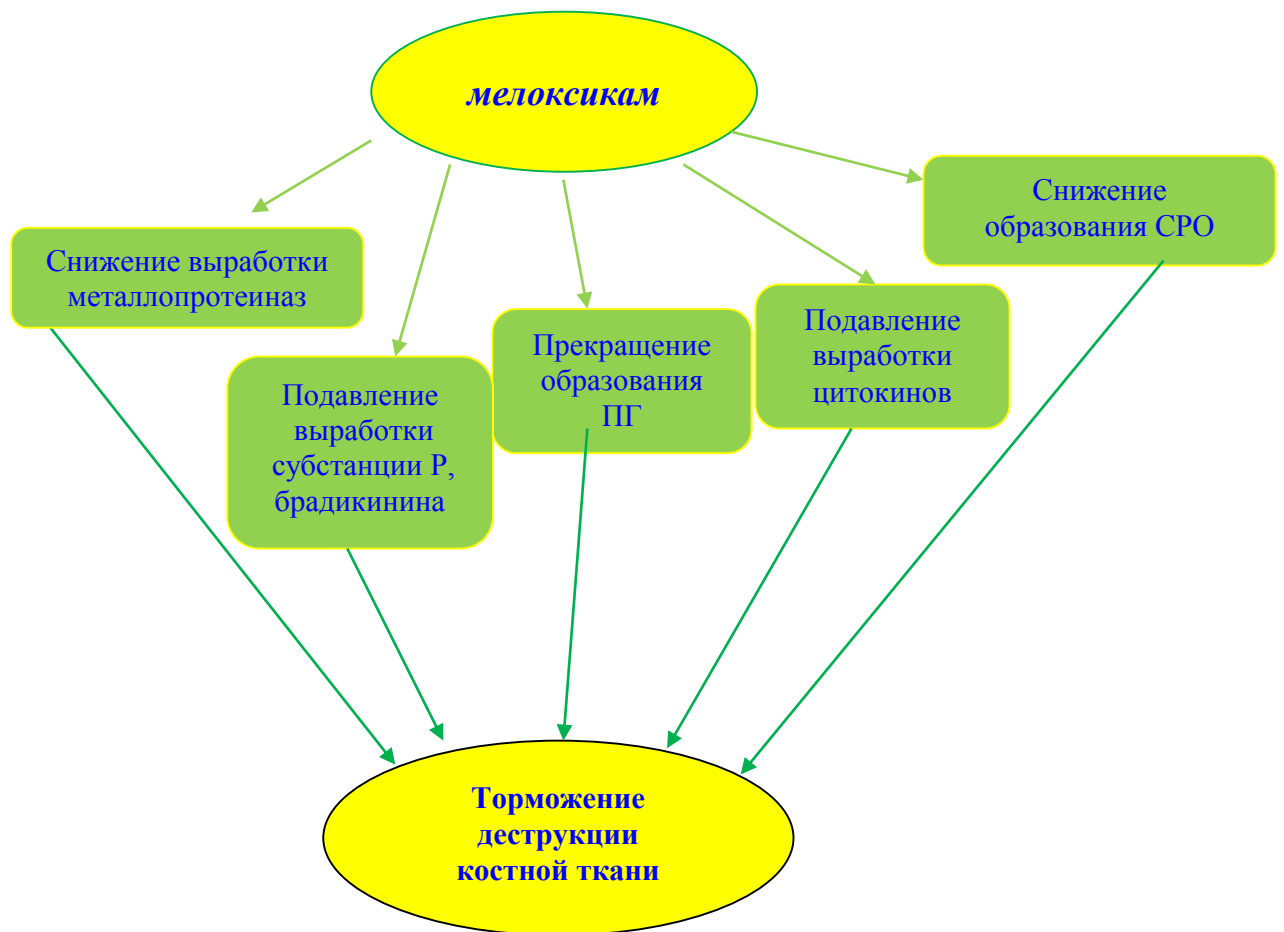 мелоксикам
Снижение
образования СРО
Снижение выработки
металлопротеиназ
Подавление
выработки
субстанции Р,
брадикинина
Прекращение
образования
ПГ
Подавление
выработки
цитокинов
Торможение
деструкции
костной ткани